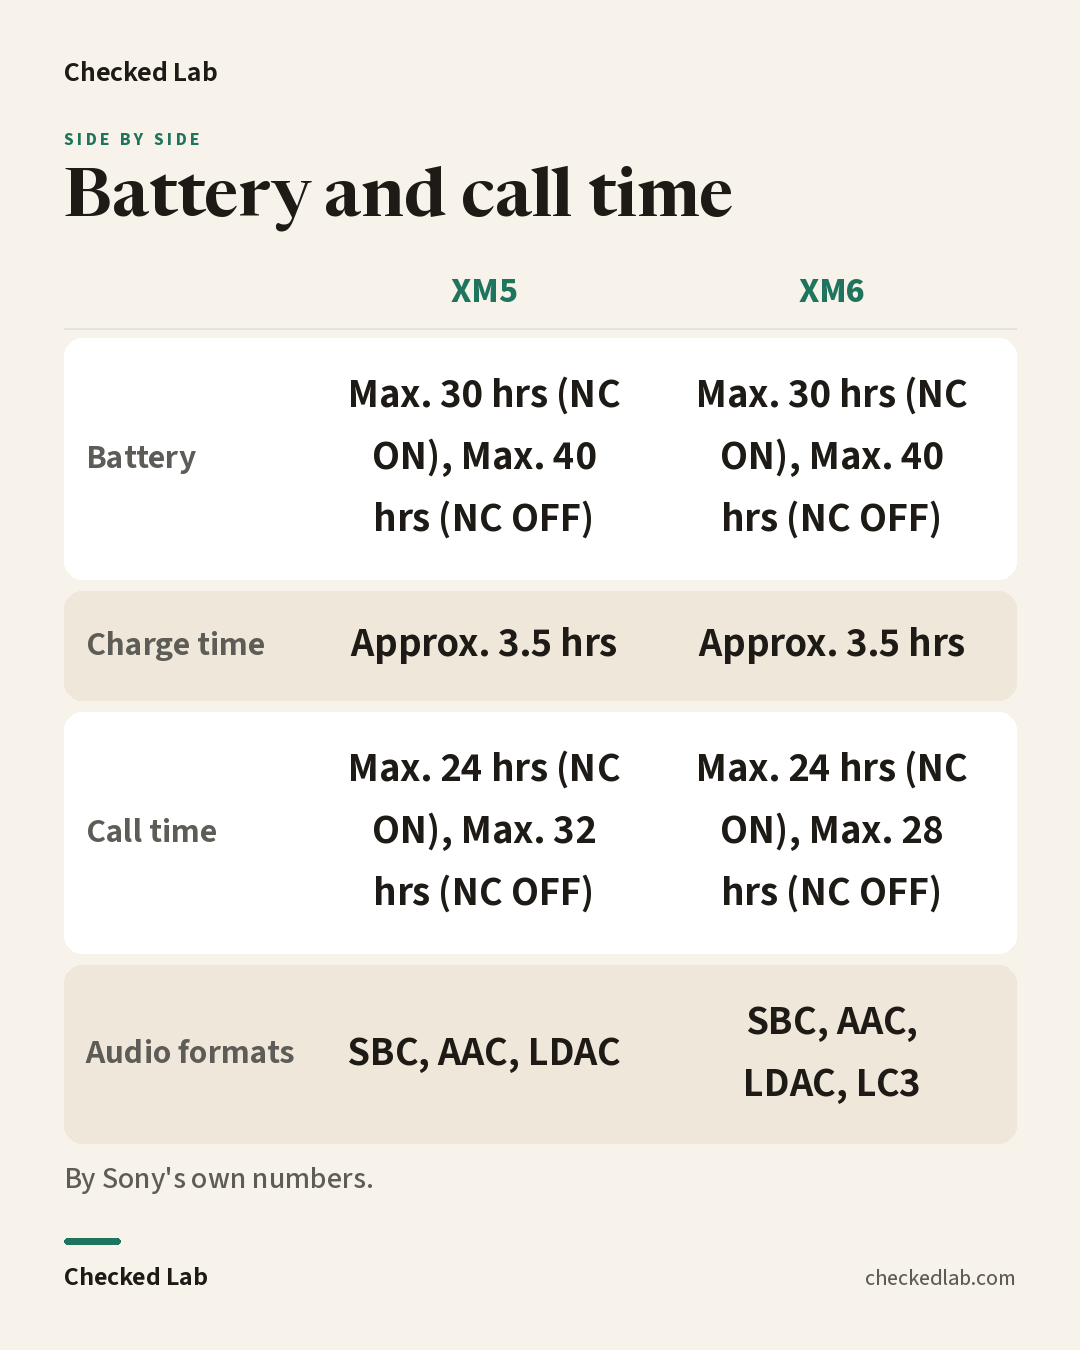 Checked Lab
SIDE BY SIDE
Battery and call time
XM5 XM6
Battery
Max. 30 hrs (NC
ON), Max. 40
hrs (NC OFF)
Max. 30 hrs (NC
ON), Max. 40
hrs (NC OFF)
Charge time Approx. 3.5 hrs Approx. 3.5 hrs
Call time
Max. 24 hrs (NC
ON), Max. 32
hrs (NC OFF)
Max. 24 hrs (NC
ON), Max. 28
hrs (NC OFF)
Audio formats
SBC, AAC, LDAC
SBC, AAC,
LDAC, LC3
By Sony's own numbers.
Checked Lab
checkedlab.com